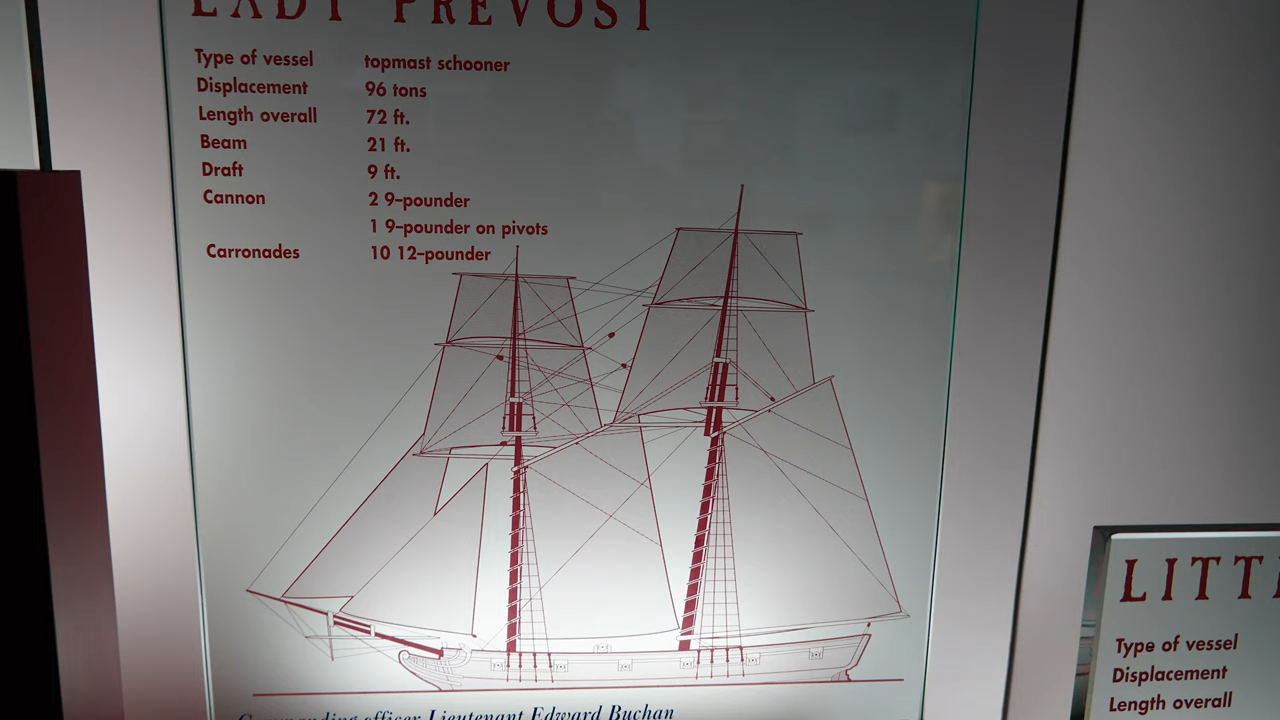 LADY PREVOST
Type of vessel topmast schooner
Displacement 96 tons
Length overall 72 ft.
Beam 21 ft.
Draft 9 ft.
Cannon 2 9–pounder
1 9–pounder on pivots
Carronades 10 12–pounder
Commanding officer Lieutenant Edward Buchan
LITT
Type of vessel
Displacement
Length overall